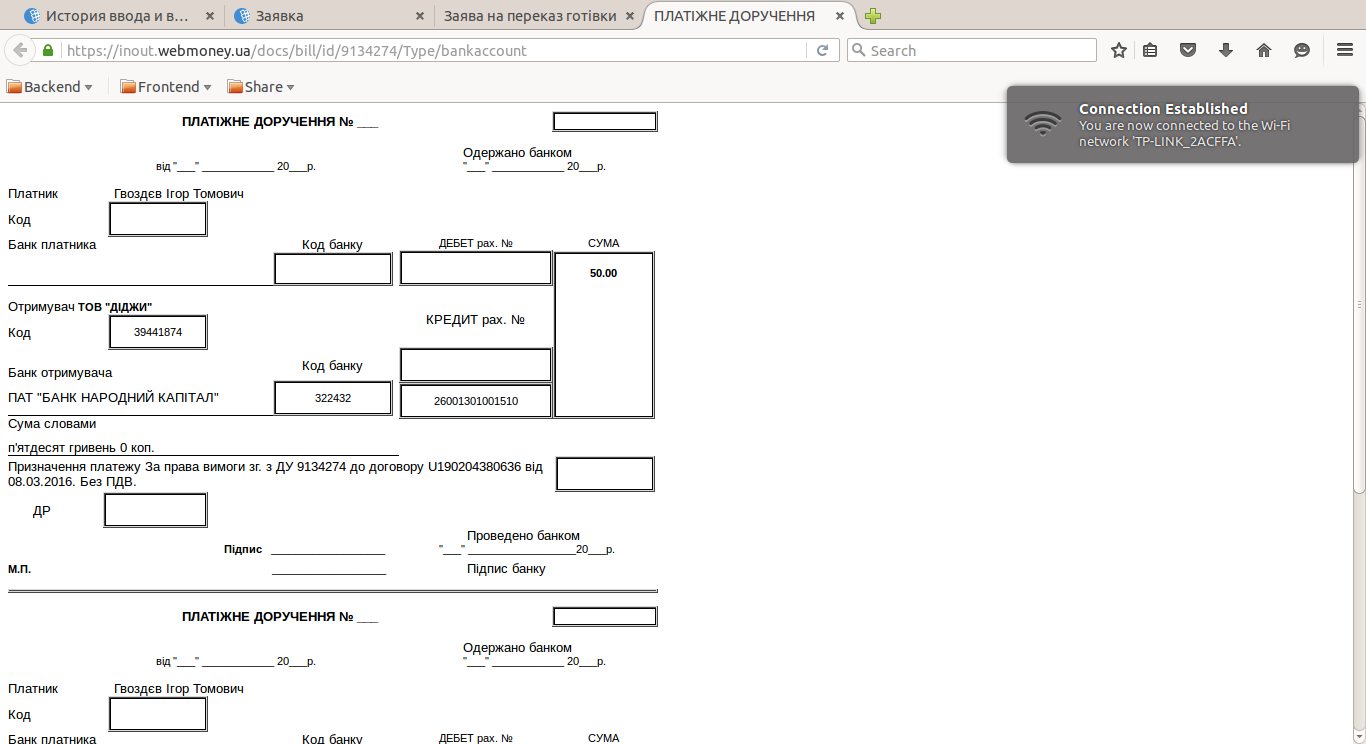 История ввода и в...
Заявка
Заява на переказ готівки
ПЛАТІЖНЕ ДОРУЧЕННЯ
https://inout.webmoney.ua/docs/bill/id/9134274/Type/bankaccount
Search
Backend
Frontend
Share
Connection Established
You are now connected to the Wi-Fi
network 'TP-LINK_2ACFFA'.
ПЛАТІЖНЕ ДОРУЧЕННЯ № ___
Одержано банком
від "___" ____________ 20___р.
"___" ____________ 20___р.
Платник Гвоздєв Ігор Томович
Код
Банк платника Код банку ДЕБЕТ рах. № СУМА
50.00
Отримувач ТОВ "ДІДЖИ"
КРЕДИТ рах. №
Код 39441874
Код банку
Банк отримувача
ПАТ "БАНК НАРОДНИЙ КАПІТАЛ" 322432 26001301001510
Сума словами
п'ятдесят гривень 0 коп.
Призначення платежу За права вимоги зг. з ДУ 9134274 до договору U190204380636 від
08.03.2016. Без ПДВ.
ДР
Проведено банком
Підпис ___________________ "___" __________________20___р.
М.П. ___________________ Підпис банку
ПЛАТІЖНЕ ДОРУЧЕННЯ № ___
Одержано банком
від "___" ____________ 20___р.
"___" ____________ 20___р.
Платник Гвоздєв Ігор Томович
Код
Банк платника Код банку ДЕБЕТ рах. № СУМА